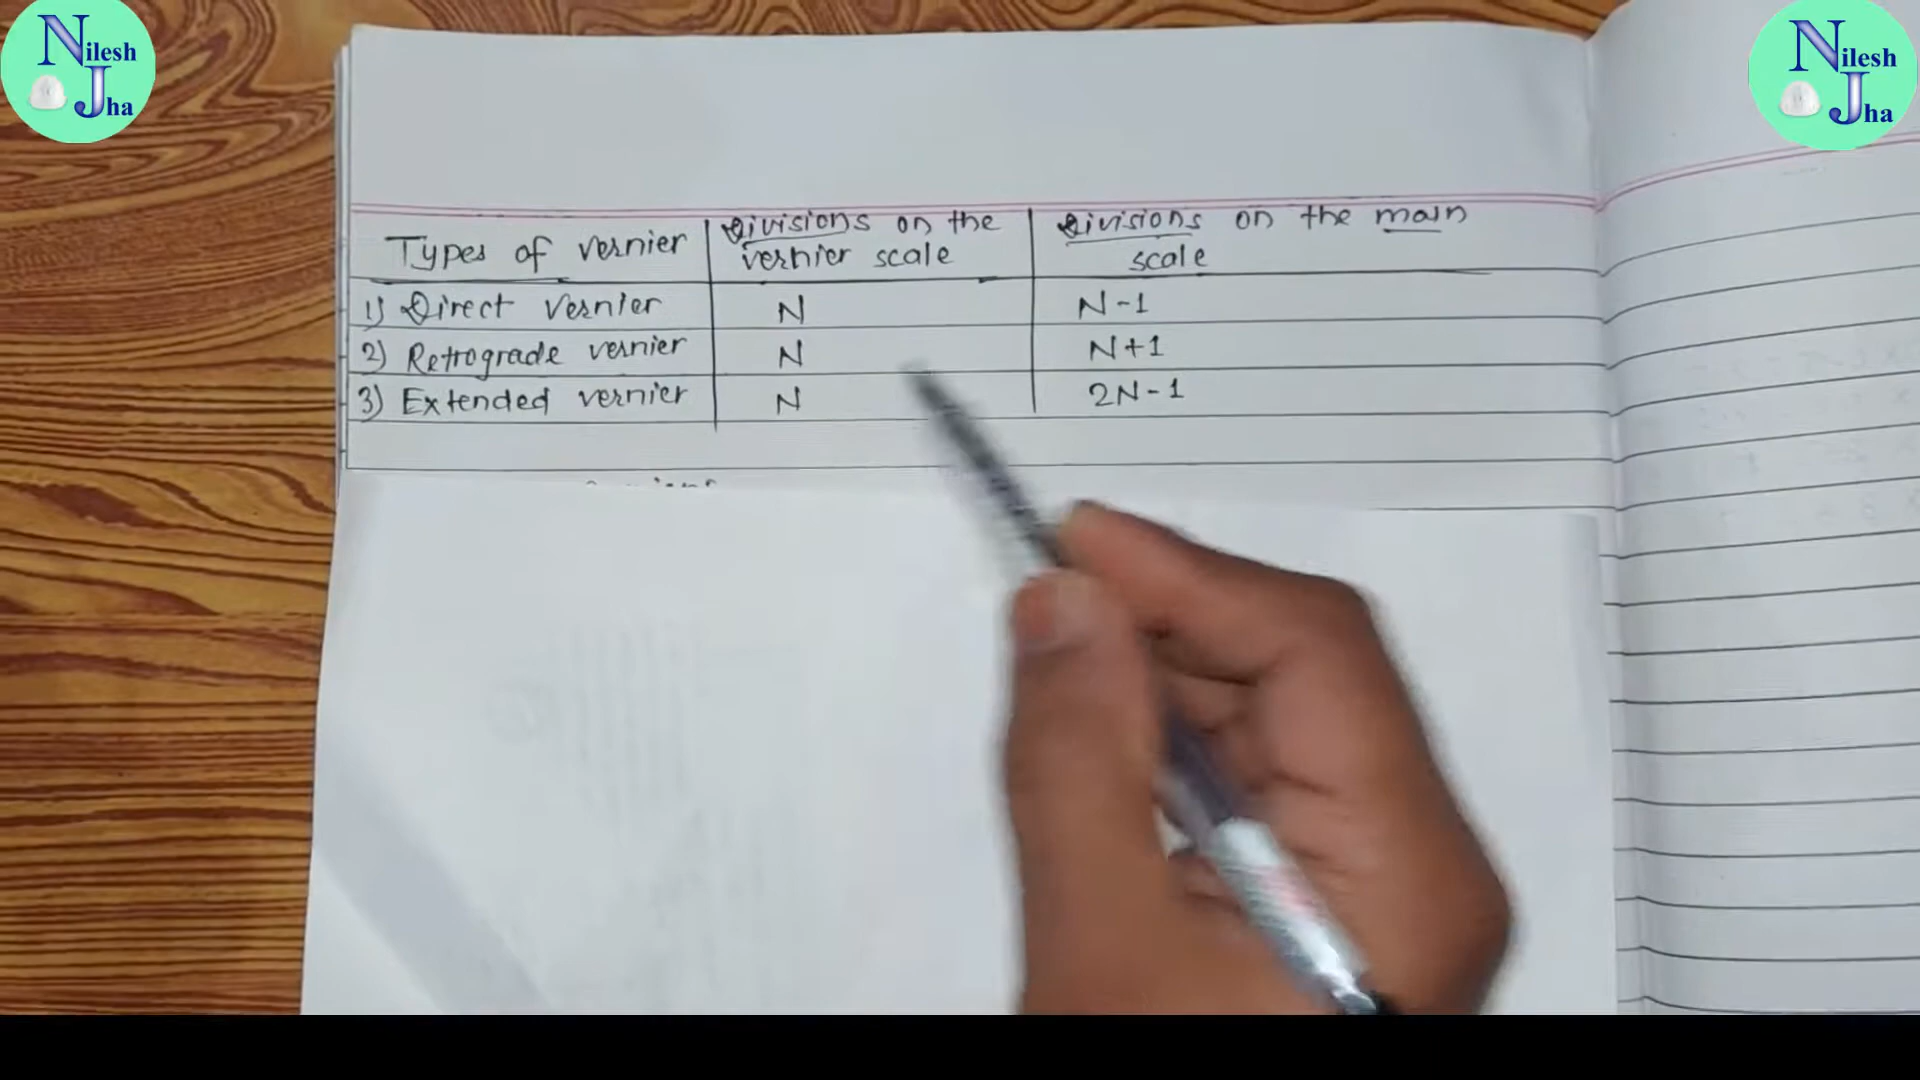 Nilesh
Jha
Nilesh
Jha
Types of vernier | Divisions on the vernier scale | Divisions on the main scale
1) Direct vernier | N | N-1
2) Retrograde vernier | N | N+1
3) Extended vernier | N | 2N-1